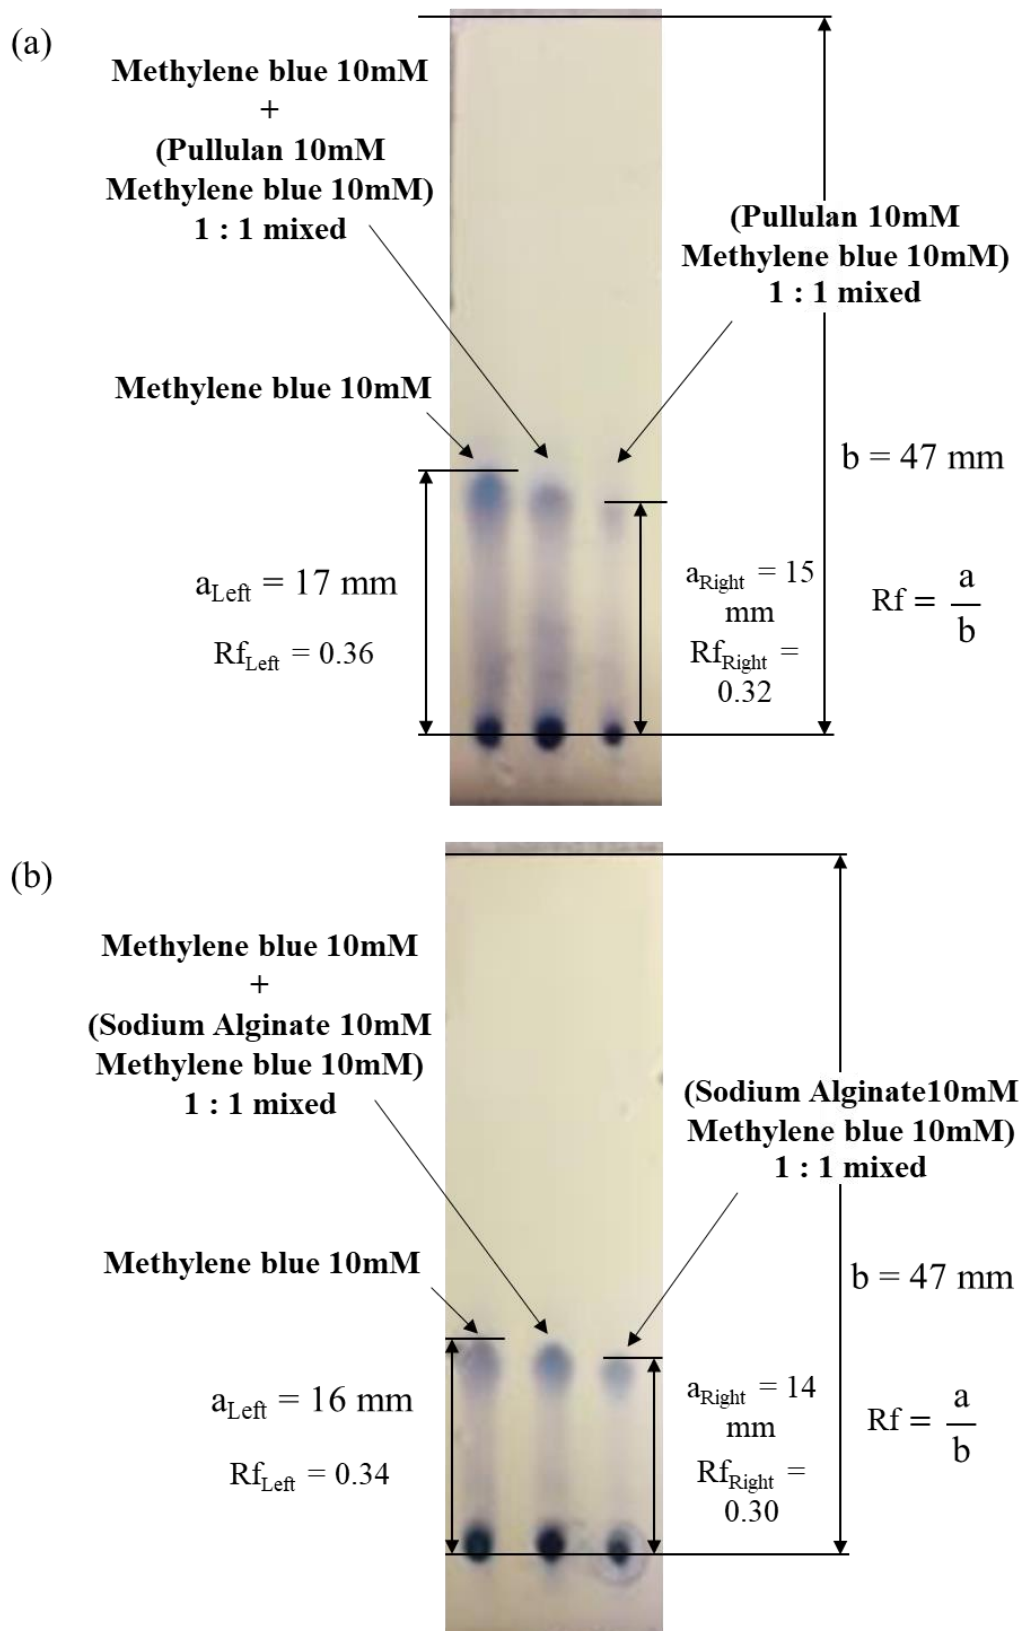 (a)
Methylene blue 10mM
+
(Pullulan 10mM
Methylene blue 10mM)
1 : 1 mixed
(Pullulan 10mM
Methylene blue 10mM)
1 : 1 mixed
Methylene blue 10mM
b = 47 mm
aLeft = 17 mm
RfLeft = 0.36
aRight = 15
mm
RfRight =
0.32
Rf = a
b
(b)
Methylene blue 10mM
+
(Sodium Alginate 10mM
Methylene blue 10mM)
1 : 1 mixed
(Sodium Alginate10mM
Methylene blue 10mM)
1 : 1 mixed
Methylene blue 10mM
b = 47 mm
aLeft = 16 mm
RfLeft = 0.34
aRight = 14
mm
RfRight =
0.30
Rf = a
b